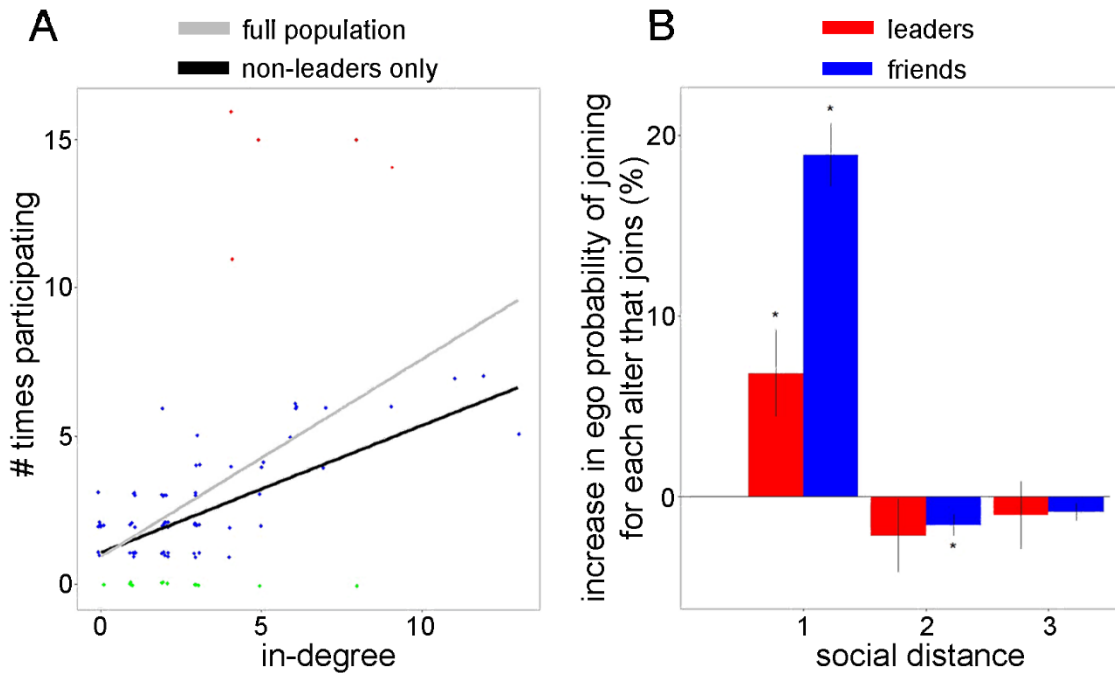 A
full population
non-leaders only
# times participating
15
10
5
0
0
5
10
in-degree
B
leaders
friends
increase in ego probability of joining
for each alter that joins (%)
20
10
0
*
*
*
1
2
3
social distance